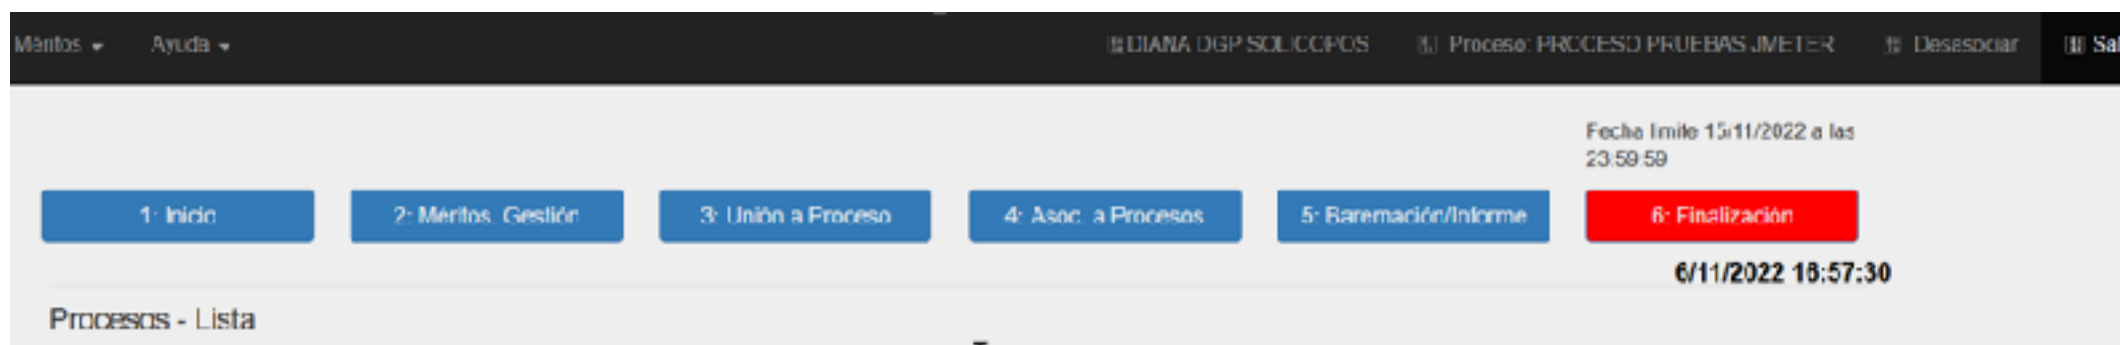 Méritos Ayuda DIANA DGP SOLICOPOS Proceso: PROCESO PRUEBAS JMETER Desasociar Sal
Fecha límite 15/11/2022 a las
23:59:59
1: Inicio 2: Méritos. Gestión 3: Unión a Proceso 4: Asoc. a Procesos 5: Baremación/Informe 6: Finalización
6/11/2022 16:57:30
Procesos - Lista